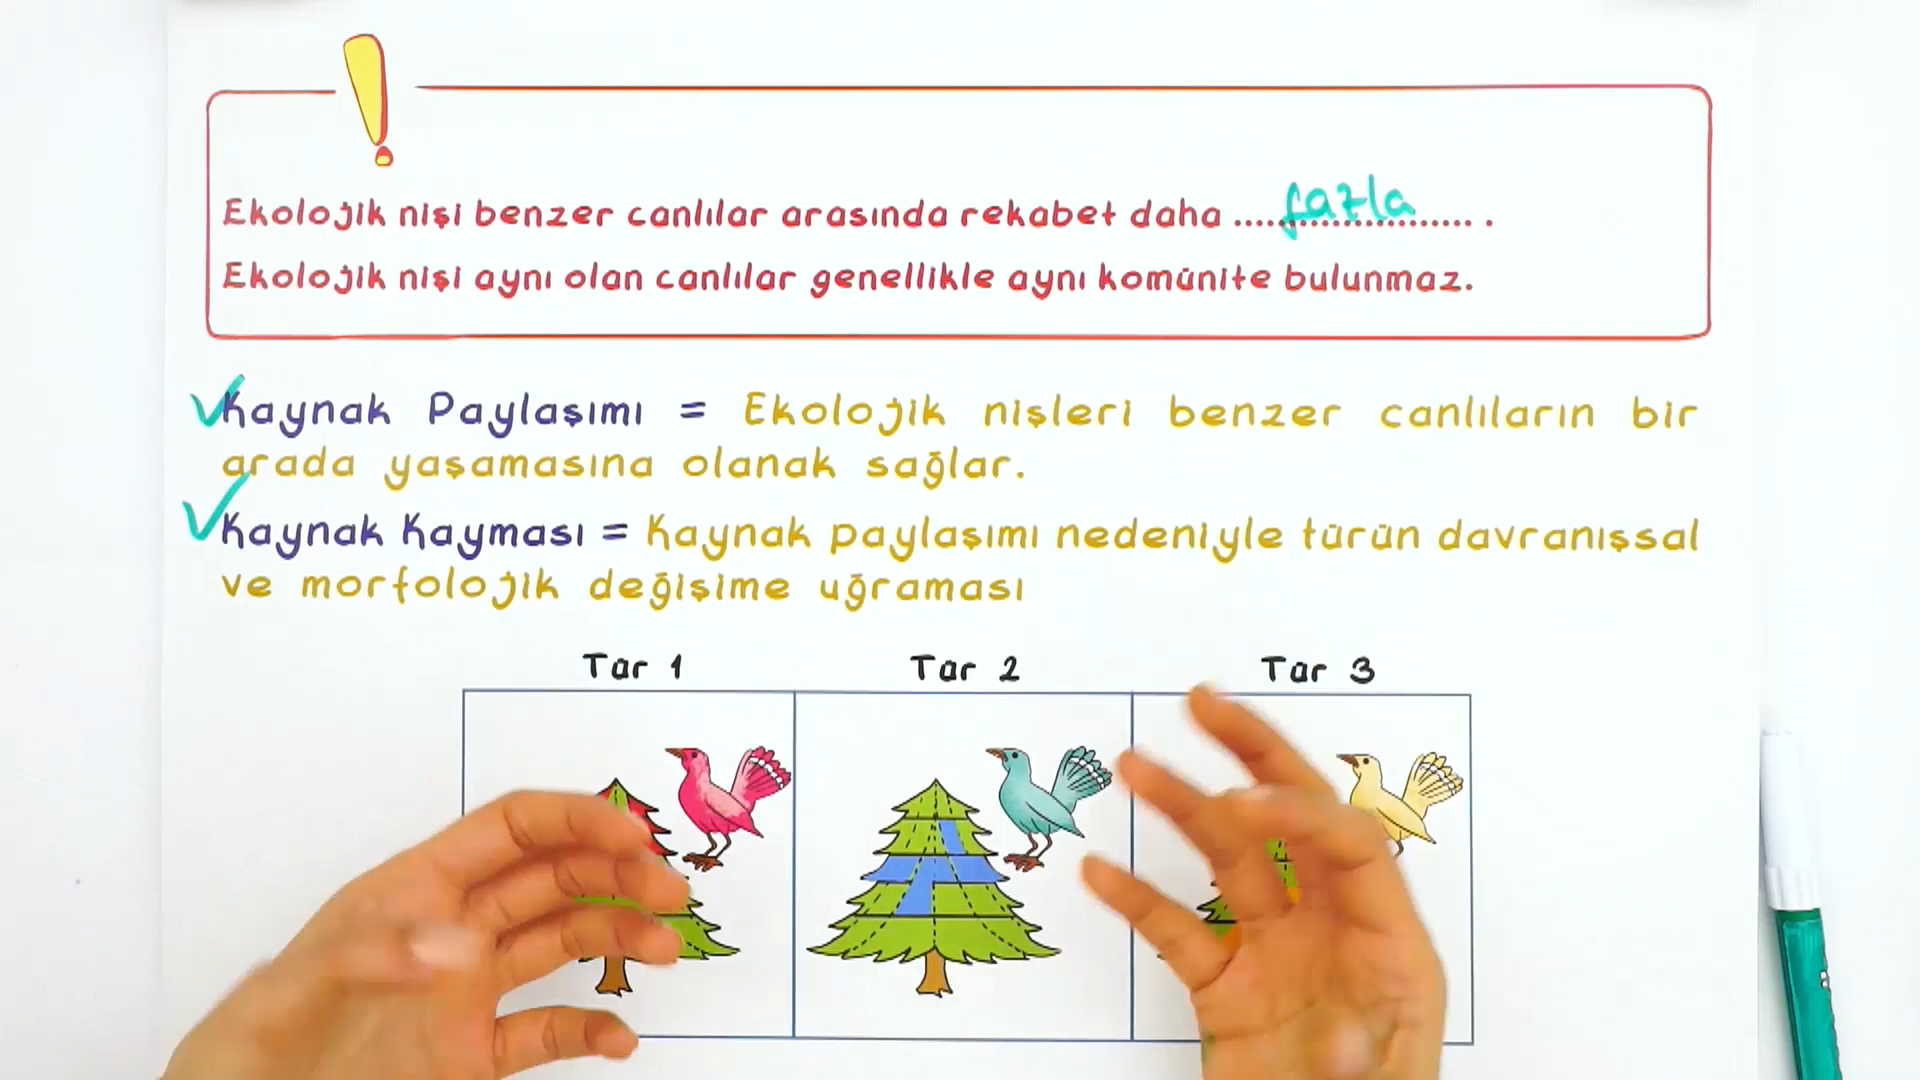 Ekolojik nişi benzer canlılar arasında rekabet daha ....fazla.... .
Ekolojik nişi aynı olan canlılar genellikle aynı komünite bulunmaz.
Kaynak Paylaşımı = Ekolojik nişleri benzer canlıların bir
arada yaşamasına olanak sağlar.
Kaynak Kayması = Kaynak paylaşımı nedeniyle türün davranışsal
ve morfolojik değişime uğraması
Tür 1 Tür 2 Tür 3